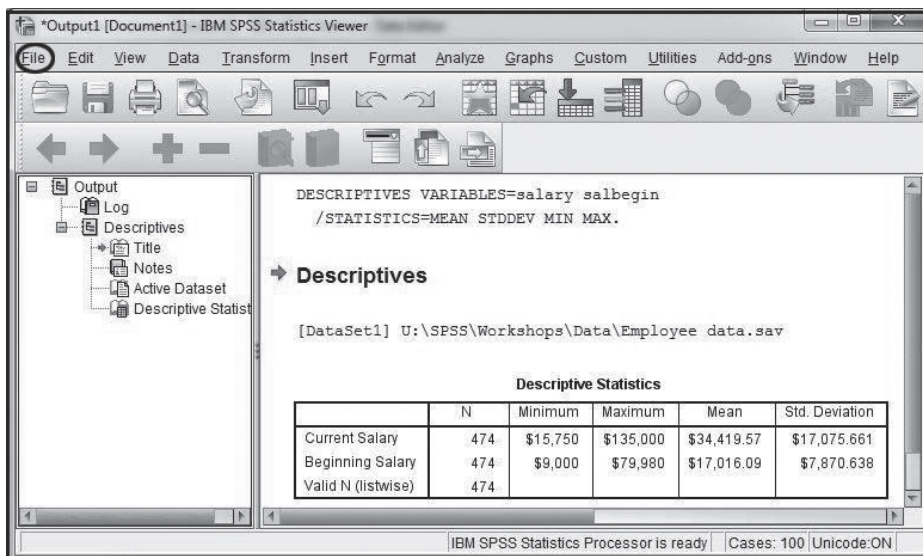 *Output1 [Document1] - IBM SPSS Statistics Viewer
File Edit View Data Transform Insert Format Analyze Graphs Custom Utilities Add-ons Window Help
Output
Log
Descriptives
Title
Notes
Active Dataset
Descriptive Statist
DESCRIPTIVES VARIABLES=salary salbegin
/STATISTICS=MEAN STDDEV MIN MAX.
Descriptives
[DataSet1] U:\SPSS\Workshops\Data\Employee data.sav
Descriptive Statistics
N Minimum Maximum Mean Std. Deviation
Current Salary 474 $15,750 $135,000 $34,419.57 $17,075.661
Beginning Salary 474 $9,000 $79,980 $17,016.09 $7,870.638
Valid N (listwise) 474
IBM SPSS Statistics Processor is ready Cases: 100 Unicode:ON